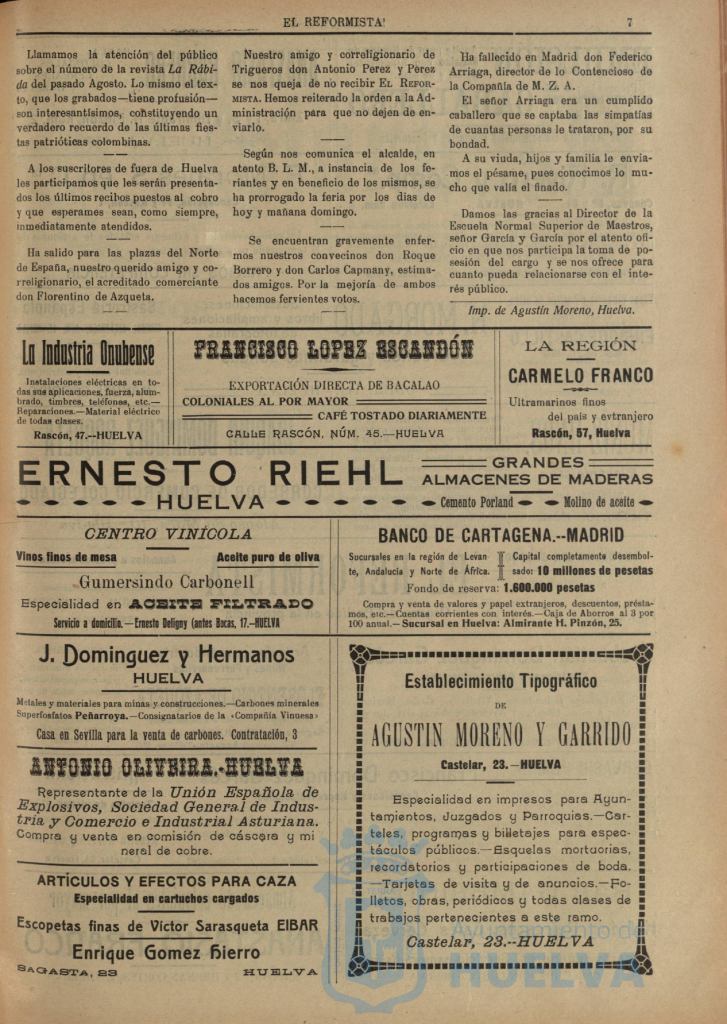 EL REFORMISTA! 7
Llamamos la atención del público
sobre el número de la revista La Rábi-
da del pasado Agosto. Lo mismo el tex-
to, que los grabados—tiene profusión—
son interesantísimos, constituyendo un
verdadero recuerdo de las últimas fies-
tas patrióticas colombinas.
A los suscritores de fuera de Huelva
les participamos que les serán presenta-
dos los últimos recibos puestos al cobro
y que esperamos sean, como siempre,
inmediatamente atendidos.
Ha salido para las plazas del Norte
de España, nuestro querido amigo y co-
rreligionario, el acreditado comerciante
don Florentino de Azqueta.
Nuestro amigo y correligionario de
Trigueros don Antonio Perez y Pérez
se nos queja de no recibir EL REFOR-
MISTA. Hemos reiterado la orden a la Ad-
ministración para que no dejen de en-
viarlo.
Según nos comunica el alcalde, en
atento B. L. M., a instancia de los fe-
riantes y en beneficio de los mismos, se
ha prorrogado la feria por los dias de
hoy y mañana domingo.
Se encuentran gravemente enfer-
mos nuestros convecinos don Roque
Borrero y don Carlos Capmany, estima-
dos amigos. Por la mejoría de ambos
hacemos fervientes votos.
Ha fallecido en Madrid don Federico
Arriaga, director de lo Contencioso de
la Compañía de M. Z. A.
El señor Arriaga era un cumplido
caballero que se captaba las simpatías
de cuantas personas le trataron, por su
bondad.
A su viuda, hijos y familia le envia-
mos el pésame, pues conocimos lo mu-
cho que valía el finado.
Damos las gracias al Director de la
Escuela Normal Superior de Maestros,
señor García y García por el atento ofi-
cio en que nos participa la toma de po-
sesión del cargo y se nos ofrece para
cuanto pueda relacionarse con el inte-
rés público.
Imp. de Agustín Moreno, Huelva.
La Industria Onubense
Instalaciones eléctricas en to-
das sus aplicaciones, fuerza, alum-
brado, timbres, teléfonos, etc.—
Reparaciones.—Material eléctrico
de todas clases.
Rascón, 47.--HUELVA
FRANCISCO LOPEZ ESCANDÓN
EXPORTACIÓN DIRECTA DE BACALAO
COLONIALES AL POR MAYOR
CAFÉ TOSTADO DIARIAMENTE
CALLE RASCÓN, NÚM. 45.—HUELVA
LA REGIÓN
CARMELO FRANCO
Ultramarinos finos
del país y extranjero
Rascón, 57, Huelva
ERNESTO RIEHL
HUELVA
GRANDES
ALMACENES DE MADERAS
Cemento Porland Molino de aceite
CENTRO VINÍCOLA
Vinos finos de mesa Aceite puro de oliva
Gumersindo Carbonell
Especialidad en ACEITE FILTRADO
Servicio a domicilio.—Ernesto Deligny (antes Bocas, 17.—HUELVA
BANCO DE CARTAGENA.--MADRID
Sucursales en la región de Levan
te, Andalucía y Norte de África.
Capital completamente desembol-
sado: 10 millones de pesetas
Fondo de reserva: 1.600.000 pesetas
Compra y venta de valores y papel extranjeros, descuentos, présta-
mos, etc.—Cuentas corrientes con interés.—Caja de Ahorros al 3 por
100 anual.—Sucursal en Huelva: Almirante H. Pinzón, 25.
J. Dominguez y Hermanos
HUELVA
Metales y materiales para minas y construcciones.—Carbones minerales
Superfosfatos Peñarroya.—Consignatarios de la «Compañía Vinuesa»
Casa en Sevilla para la venta de carbones. Contratación, 3
ANTONIO OLIVEIRA.-HUELVA
Representante de la Unión Española de
Explosivos, Sociedad General de Indus-
tria y Comercio e Industrial Asturiana.
Compra y venta en comisión de cáscara y mi
neral de cobre.
ARTÍCULOS Y EFECTOS PARA CAZA
Especialidad en cartuchos cargados
Escopetas finas de Víctor Sarasqueta EIBAR
Enrique Gomez Hierro
SAGASTA, 23 HUELVA
Establecimiento Tipográfico
DE
AGUSTIN MORENO Y GARRIDO
Castelar, 23.—HUELVA
Especialidad en impresos para Ayun-
tamientos, Juzgados y Parroquias.—Car-
teles, programas y billetajes para espec-
táculos públicos.—Esquelas mortuorias,
recordatorios y participaciones de boda.
—Tarjetas de visita y de anuncios.—Fo-
lletos, obras, periódicos y todas clases de
trabajos pertenecientes a este ramo.
Castelar, 23.--HUELVA
Ayuntamiento de
HUELVA